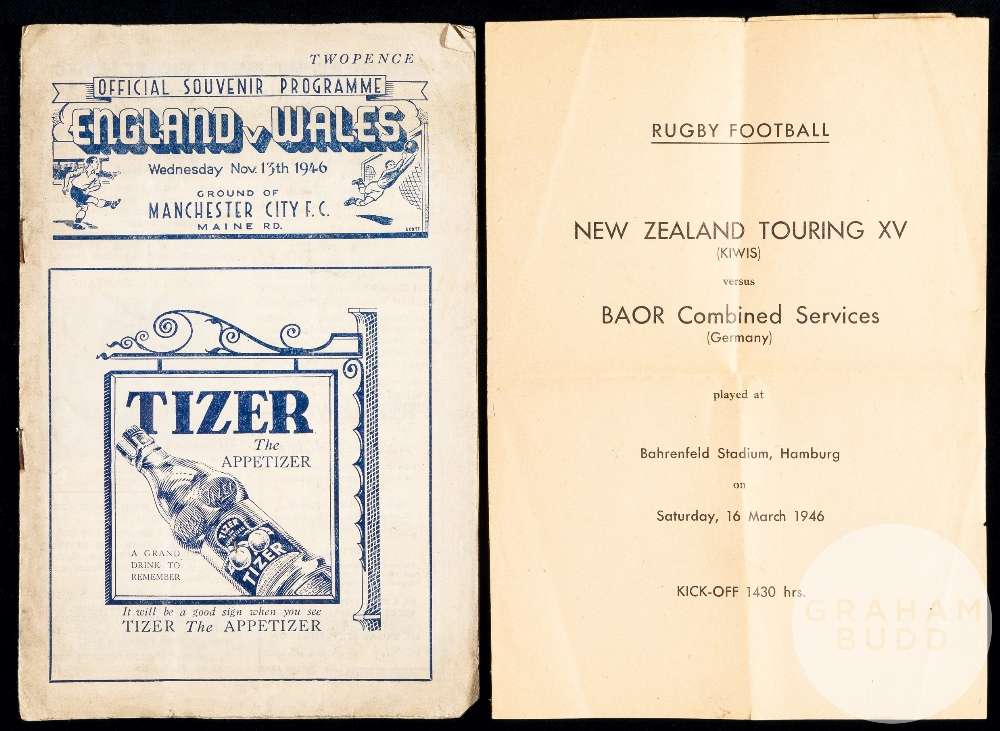 TWOPENCE
OFFICIAL SOUVENIR PROGRAMME
ENGLAND v WALES
Wednesday Nov. 13th 1946
GROUND OF
MANCHESTER CITY F.C.
MAINE RD.
SCOTT
TIZER
The
APPETIZER
TIZER
TIZER
A GRAND
DRINK TO
REMEMBER
It will be a good sign when you see
TIZER The APPETIZER
RUGBY FOOTBALL
NEW ZEALAND TOURING XV
(KIWIS)
versus
BAOR Combined Services
(Germany)
played at
Bahrenfeld Stadium, Hamburg
on
Saturday, 16 March 1946
KICK-OFF 1430 hrs.
GRAHAM
BUDD